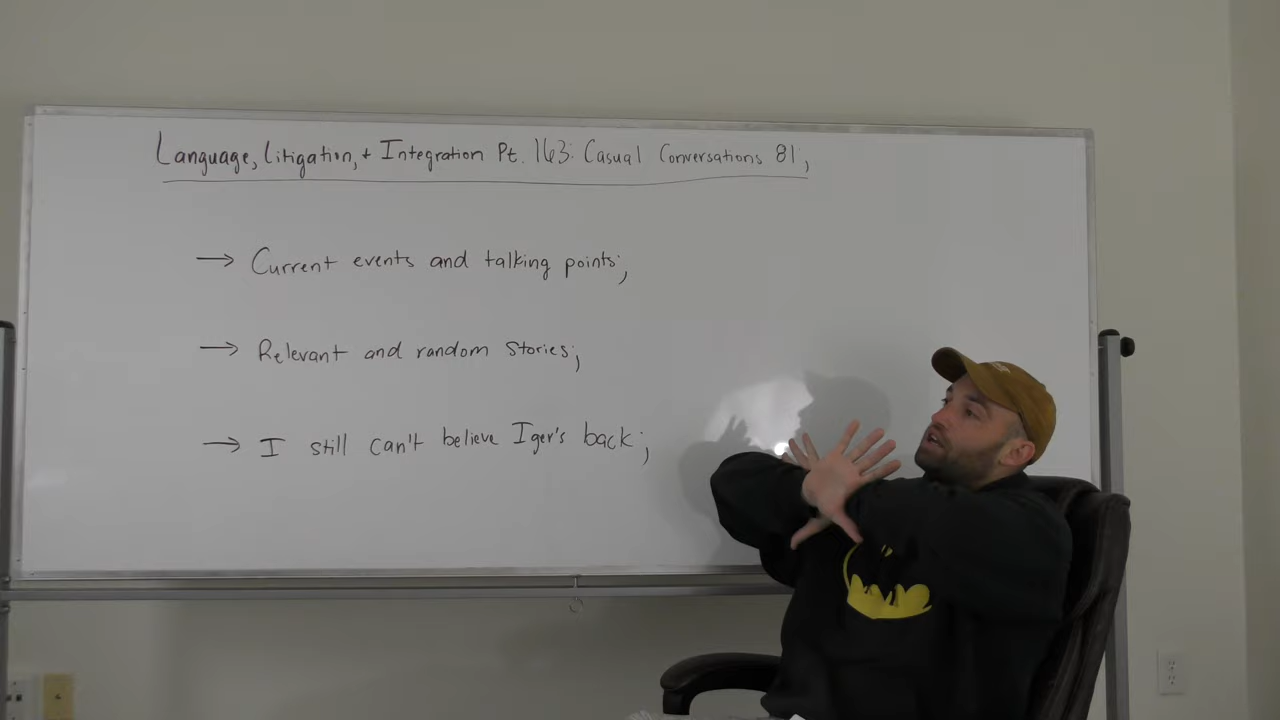 Language, Litigation, + Integration Pt. 163: Casual Conversations 81;
→ Current events and talking points;
→ Relevant and random stories;
→ I still can't believe Iger's back;